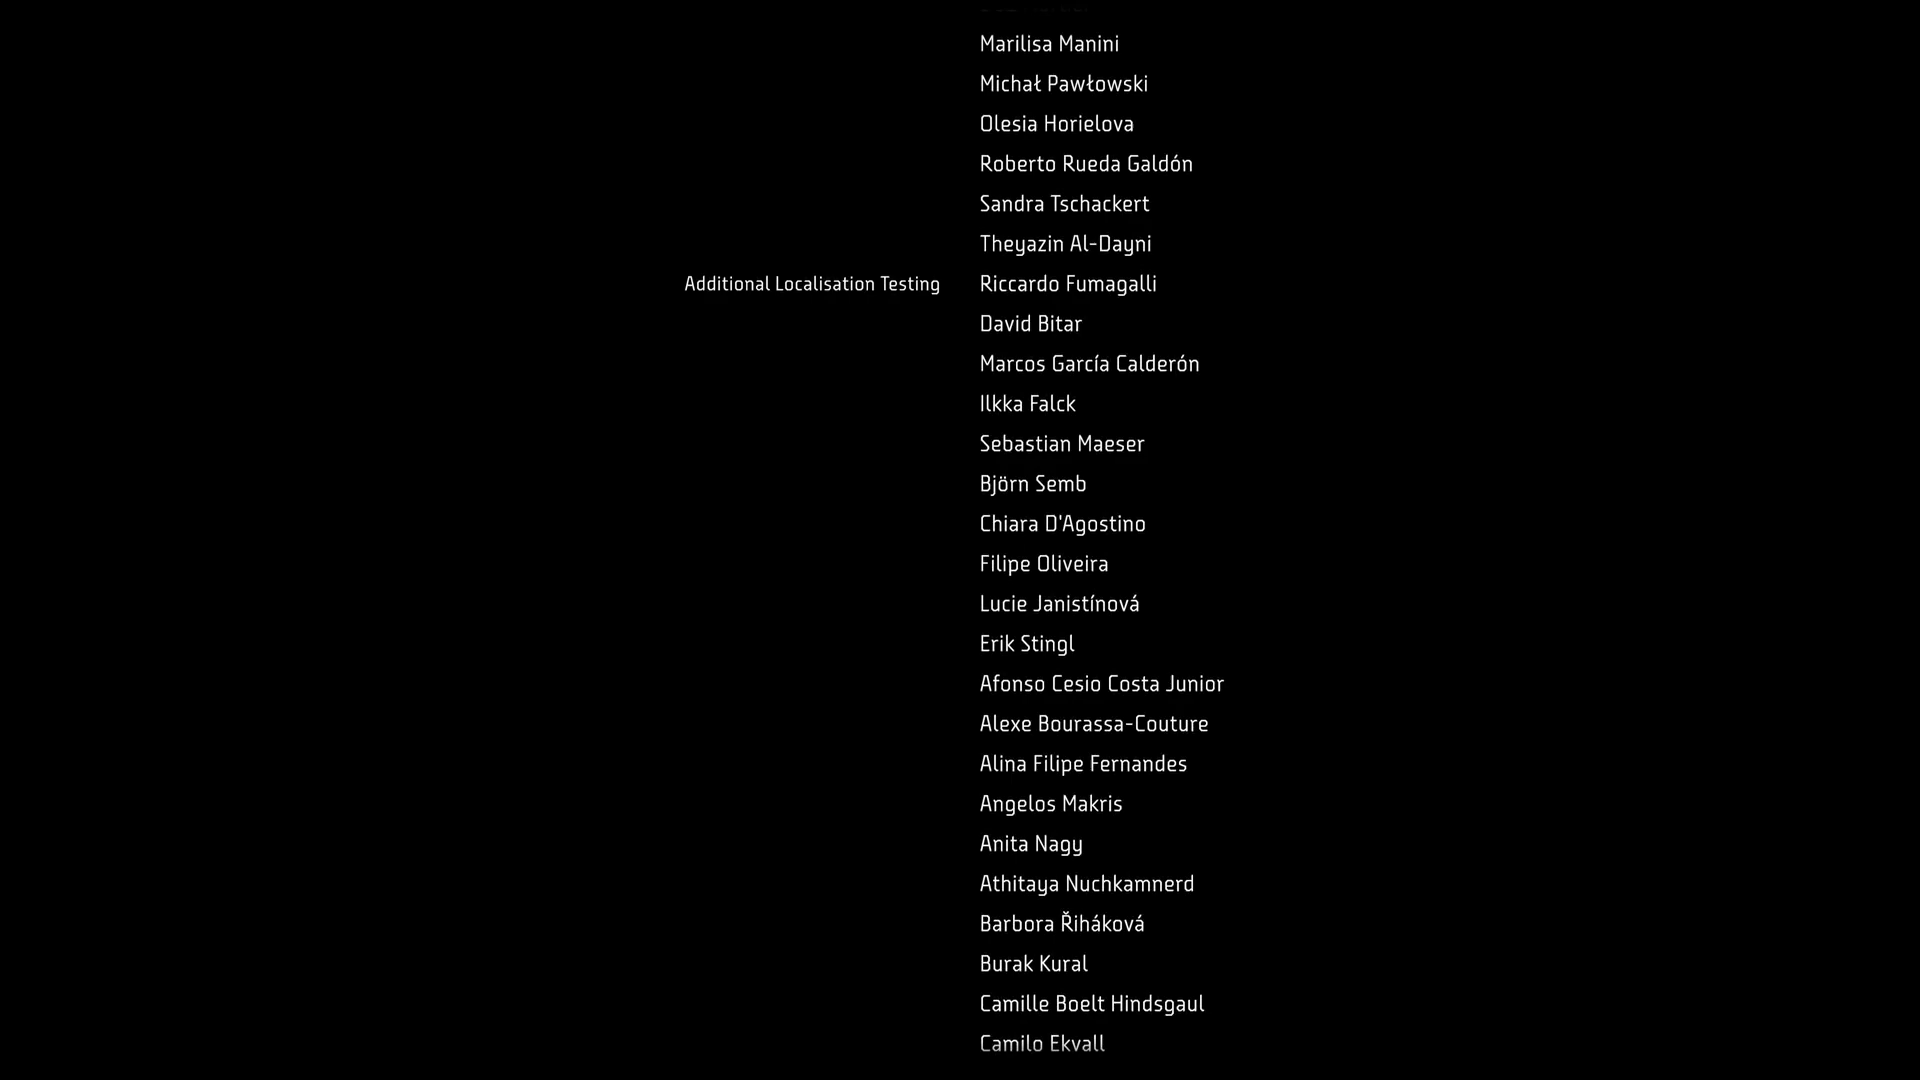 Marilisa Manini
Michał Pawłowski
Olesia Horielova
Roberto Rueda Galdón
Sandra Tschackert
Theyazin Al-Dayni
Additional Localisation Testing Riccardo Fumagalli
David Bitar
Marcos García Calderón
Ilkka Falck
Sebastian Maeser
Björn Semb
Chiara D'Agostino
Filipe Oliveira
Lucie Janistínová
Erik Stingl
Afonso Cesio Costa Junior
Alexe Bourassa-Couture
Alina Filipe Fernandes
Angelos Makris
Anita Nagy
Athitaya Nuchkamnerd
Barbora Řiháková
Burak Kural
Camille Boelt Hindsgaul
Camilo Ekvall